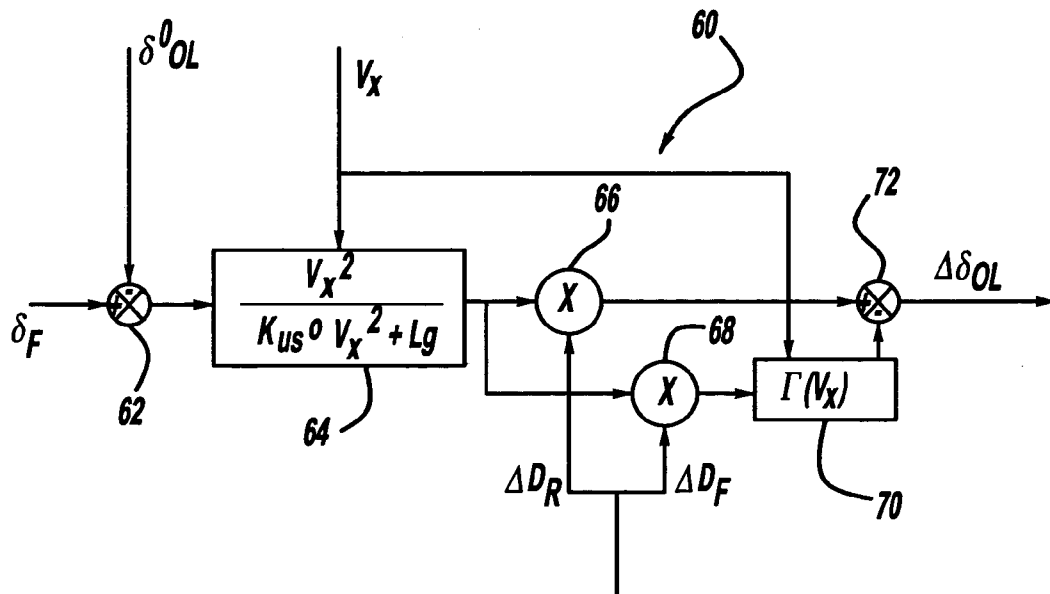 60
δ⁰OL
Vx
66
72
Vx²
Kus° Vx² + Lg
+
-
X
+
-
ΔδOL
δF
68
X
Γ(Vx)
62
64
ΔDR
ΔDF
70